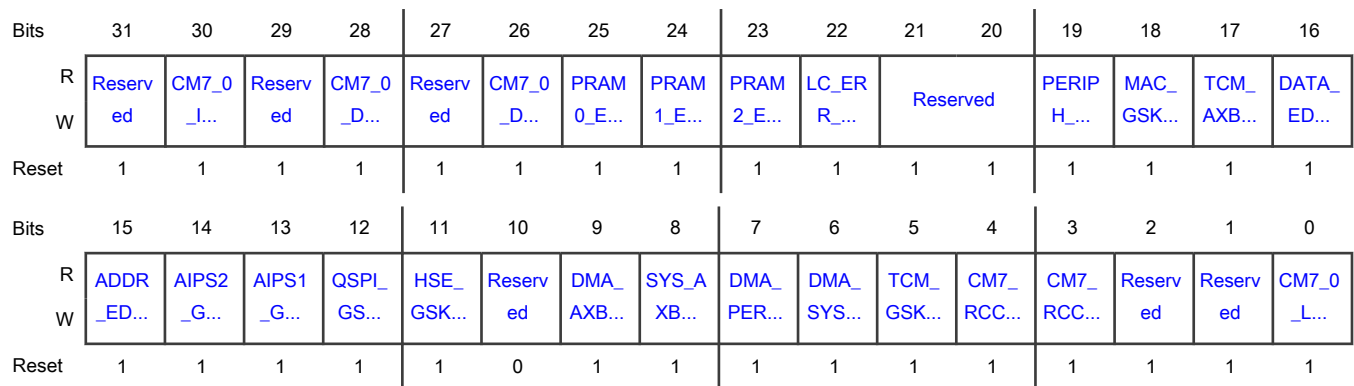 Bits 31 30 29 28 27 26 25 24 23 22 21 20 19 18 17 16
R Reserv CM7_0 Reserv CM7_0 Reserv CM7_0 PRAM PRAM PRAM LC_ER Reserved PERIP MAC_ TCM_ DATA_
W ed _I... ed _D... ed _D... 0_E... 1_E... 2_E... R_... H_... GSK... AXB... ED...
Reset 1 1 1 1 1 1 1 1 1 1 1 1 1 1 1 1
Bits 15 14 13 12 11 10 9 8 7 6 5 4 3 2 1 0
R ADDR AIPS2 AIPS1 QSPI_ HSE_ Reserv DMA_ SYS_A DMA_ DMA_ TCM_ CM7_ CM7_ Reserv Reserv CM7_0
W _ED... _G... _G... GS... GSK... ed AXB... XB... PER... SYS... GSK... RCC... RCC... ed ed _L...
Reset 1 1 1 1 1 0 1 1 1 1 1 1 1 1 1 1